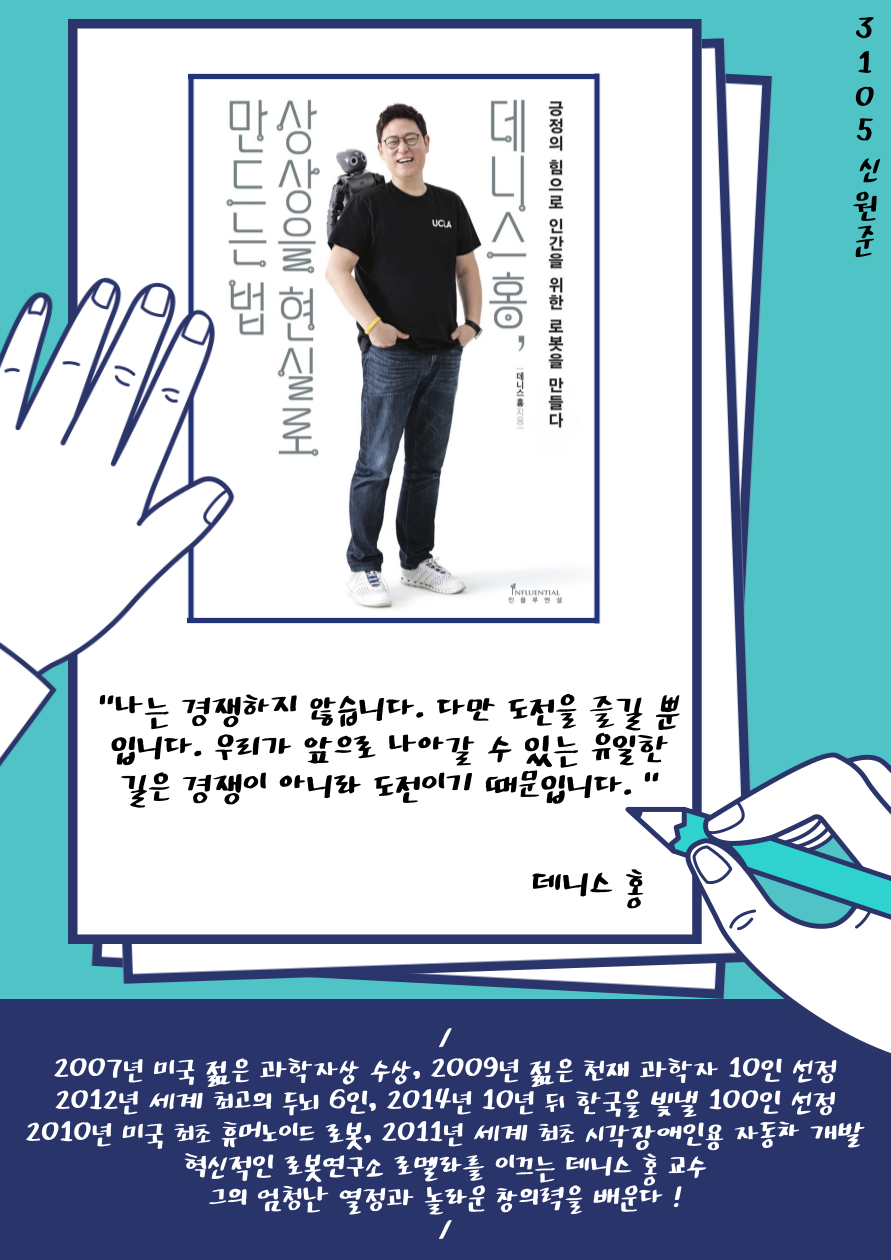 3105 신원준
긍정의 힘으로 인간을 위한 로봇을 만들다
데니스 홍,
데니스 홍 지음
상상을 현실로
만드는 법
UCLA
INFLUENTIAL
인플루엔셜
"나는 경쟁하지 않습니다. 다만 도전을 즐길 뿐
입니다. 우리가 앞으로 나아갈 수 있는 유일한
길은 경쟁이 아니라 도전이기 때문입니다. "
데니스 홍
/
2007년 미국 젊은 과학자상 수상, 2009년 젊은 천재 과학자 10인 선정
2012년 세계 최고의 두뇌 6인, 2014년 10년 뒤 한국을 빛낼 100인 선정
2010년 미국 최초 휴머노이드 로봇, 2011년 세계 최초 시각장애인용 자동차 개발
혁신적인 로봇연구소 로멜라를 이끄는 데니스 홍 교수
그의 엄청난 열정과 놀라운 창의력을 배운다 !
/